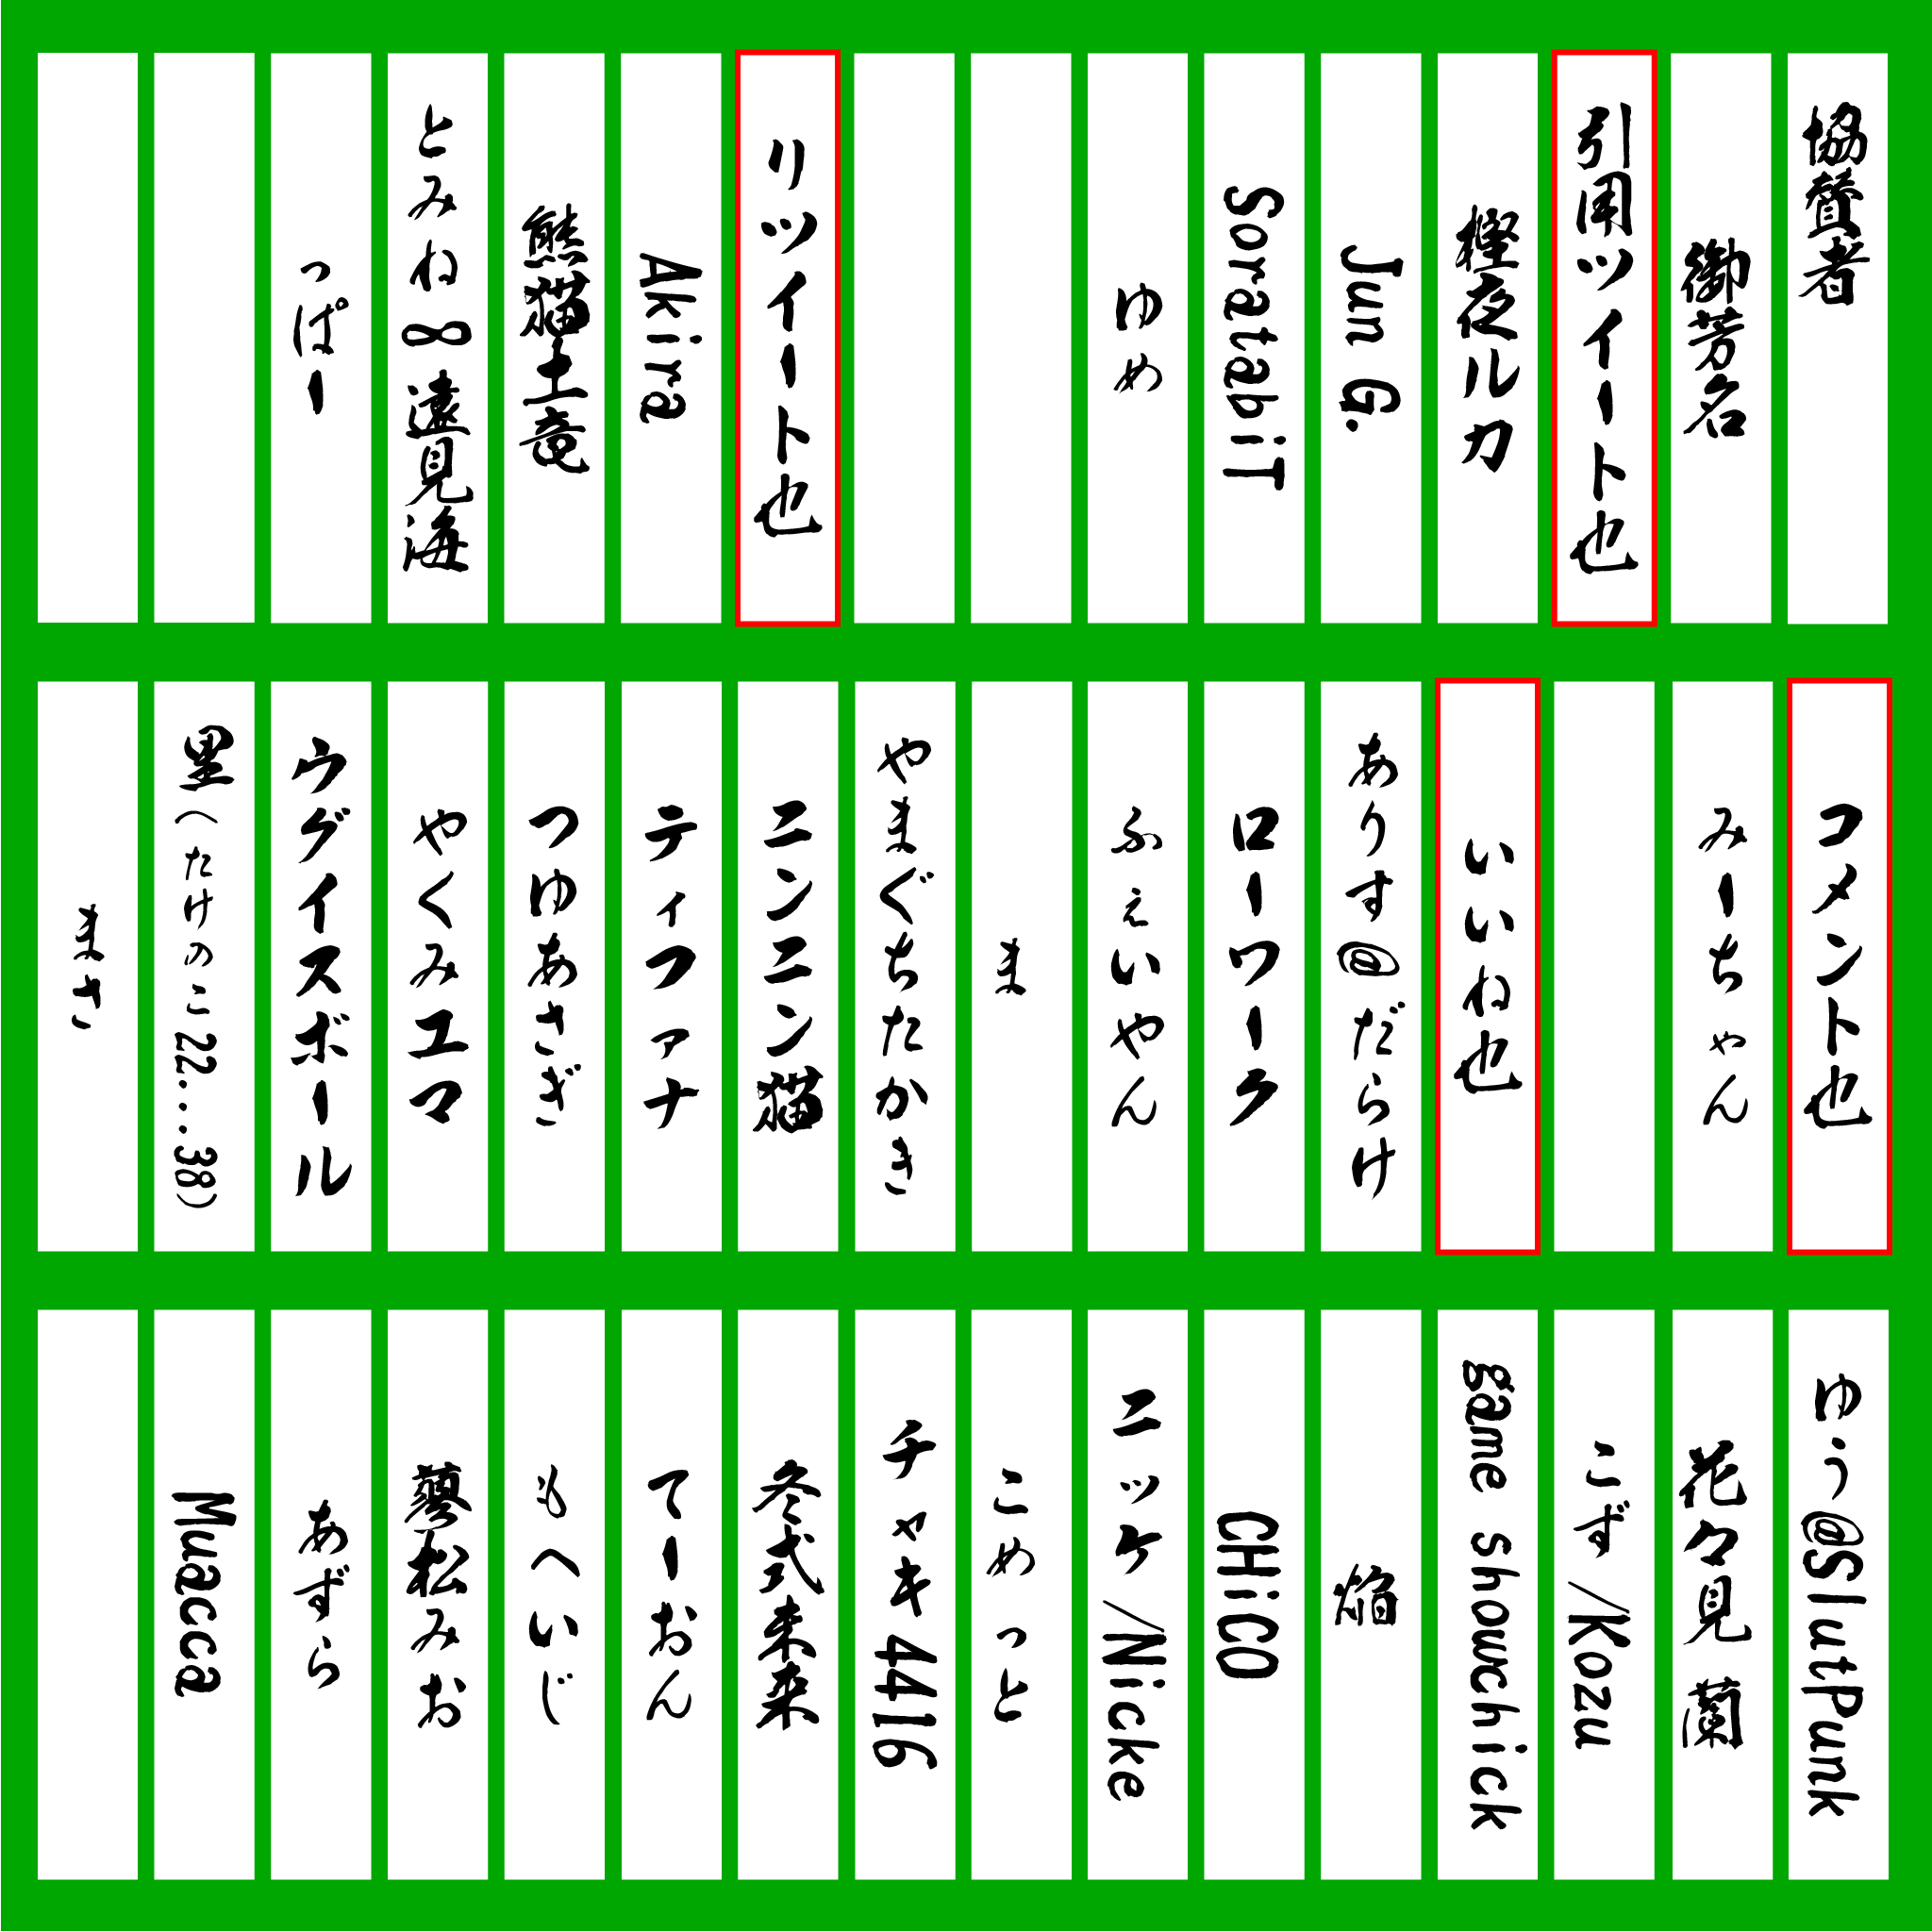 協賛者
御芳名
引用ツイート也
樫夜ルカ
Jun G.
SoratabiT
ゆめ
リツイート也
Akira
熊猫土竜
とみね∞遠見海
っぽー
コメント也
みーちゃん
いいね也
ありす@だらけ
ローワーク
ふぇいやん
ま
やまぐちたかき
ニンニン猫
ティファナ
つゆあさぎ
やくみユマ
ウグイスボール
里(たけのこ22...38)
まさ
ゆう@SlutPunk
花久見 蘭
こず/Kozu
game showchick
焔
CHiCO
ニッケ/Nicke
こめっと
チャキ4416
冬式来来
てーおん
もへいじ
蓼松みお
あずら
Muacca